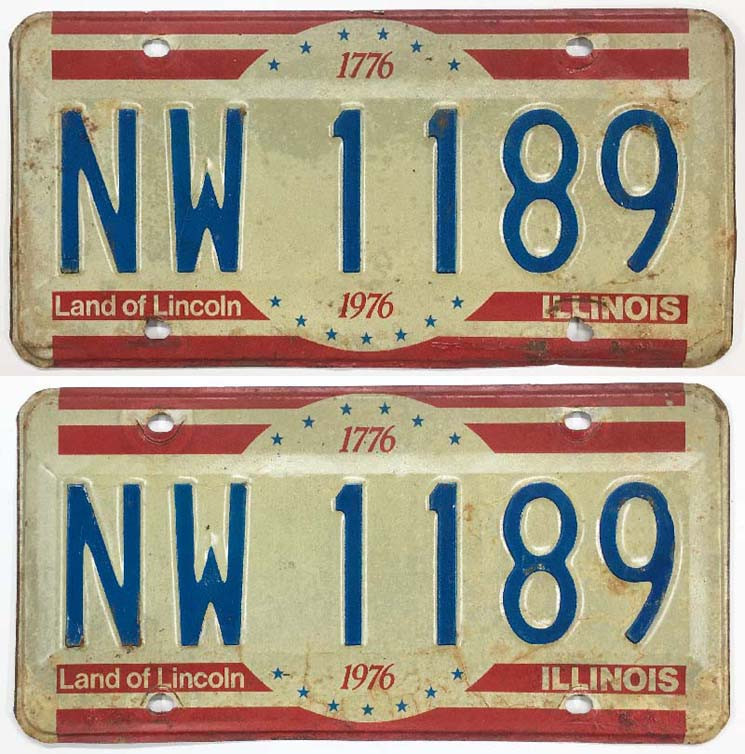 1776
NW 1189
Land of Lincoln 1976 ILLINOIS
1776
NW 1189
Land of Lincoln 1976 ILLINOIS